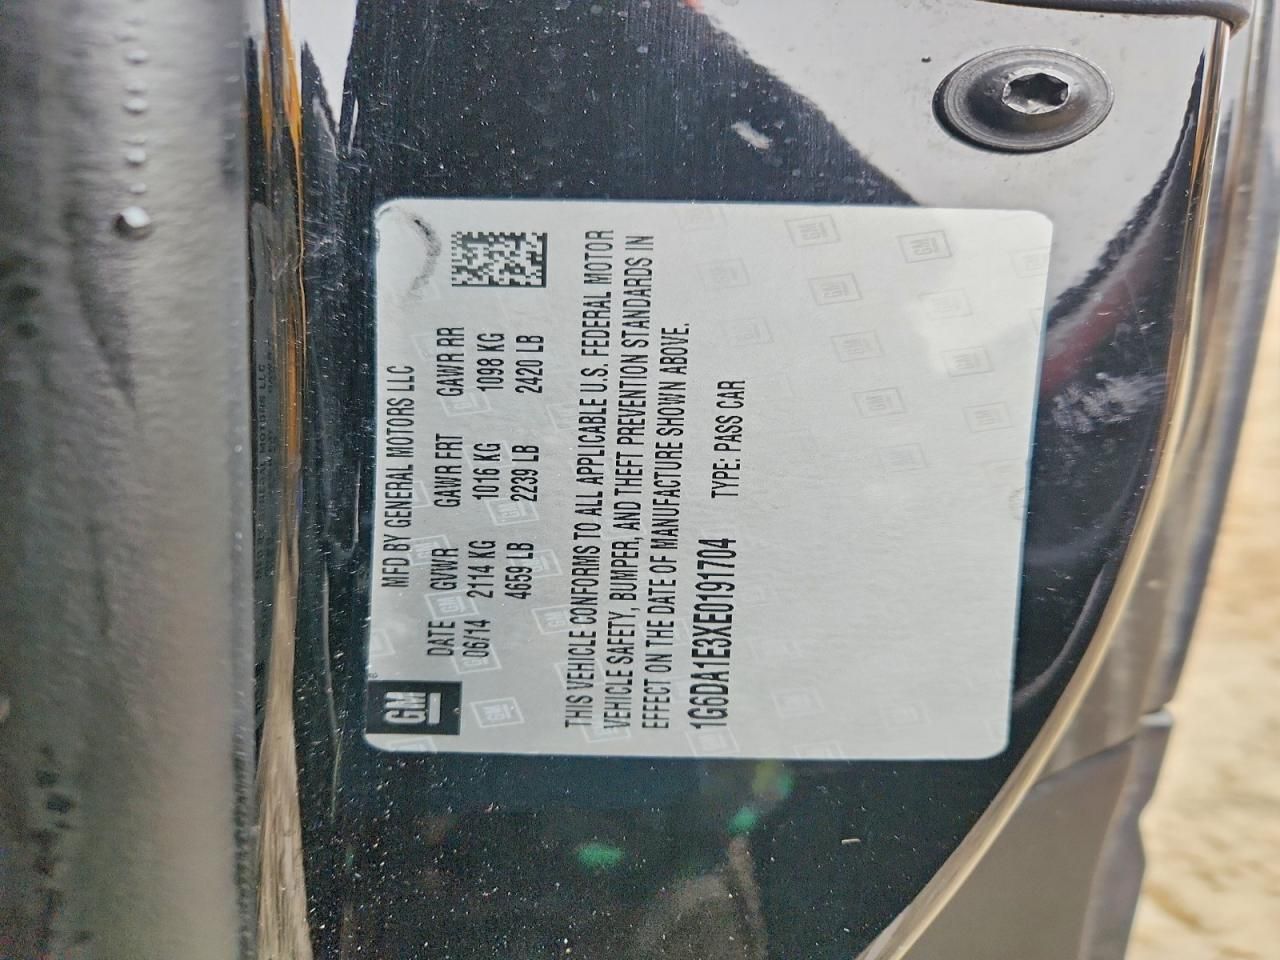 GM
MFD BY GENERAL MOTORS LLC
DATE GVWR GAWR FRT GAWR RR
06/14 2114 KG 1016 KG 1098 KG
4659 LB 2239 LB 2420 LB
THIS VEHICLE CONFORMS TO ALL APPLICABLE U.S. FEDERAL MOTOR
VEHICLE SAFETY, BUMPER, AND THEFT PREVENTION STANDARDS IN
EFFECT ON THE DATE OF MANUFACTURE SHOWN ABOVE.
1G6DA1E3XE0191704 TYPE: PASS CAR